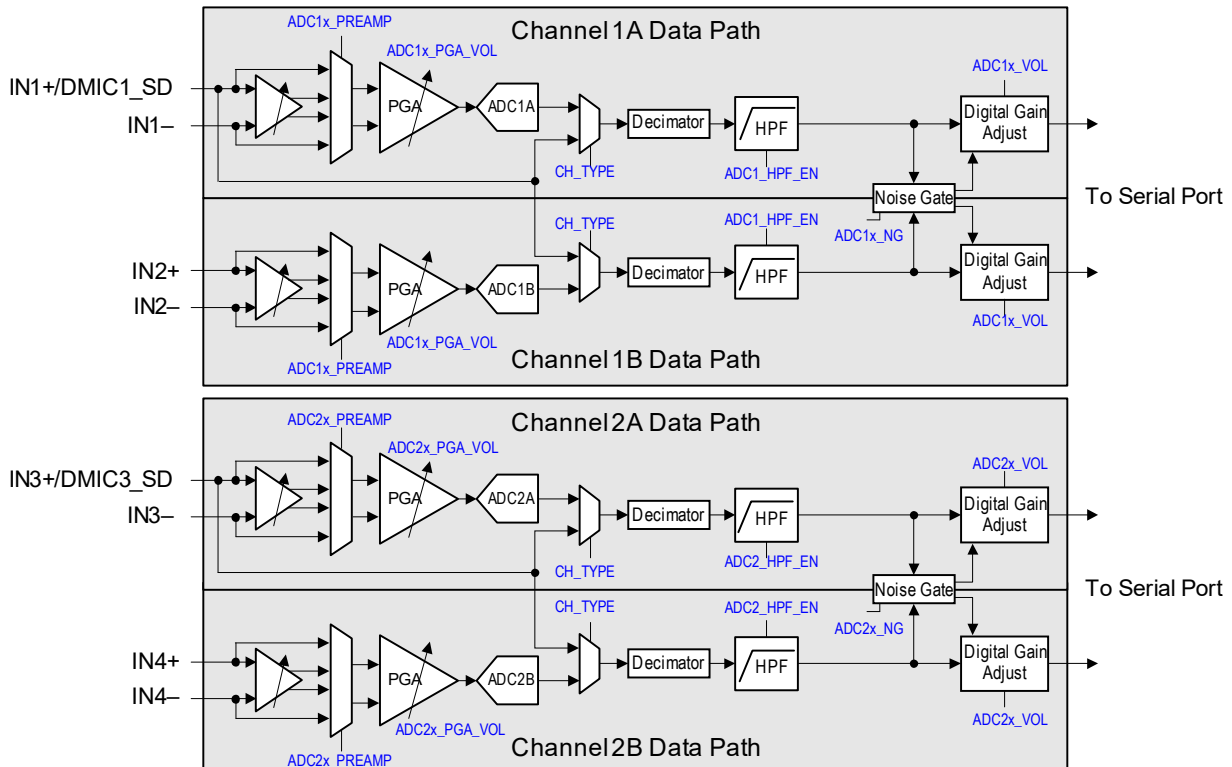 ADC1x_PREAMP
Channel 1A Data Path
ADC1x_PGA_VOL
ADC1x_VOL
IN1+/DMIC1_SD
IN1–
PGA
ADC1A
Decimator
HPF
Digital Gain
Adjust
CH_TYPE
ADC1_HPF_EN
Noise Gate
To Serial Port
CH_TYPE
ADC1_HPF_EN
ADC1x_NG
IN2+
IN2–
PGA
ADC1B
Decimator
HPF
Digital Gain
Adjust
ADC1x_VOL
ADC1x_PGA_VOL
ADC1x_PREAMP
Channel 1B Data Path
ADC2x_PREAMP
Channel 2A Data Path
ADC2x_PGA_VOL
ADC2x_VOL
IN3+/DMIC3_SD
IN3–
PGA
ADC2A
Decimator
HPF
Digital Gain
Adjust
CH_TYPE
ADC2_HPF_EN
Noise Gate
To Serial Port
CH_TYPE
ADC2_HPF_EN
ADC2x_NG
IN4+
IN4–
PGA
ADC2B
Decimator
HPF
Digital Gain
Adjust
ADC2x_VOL
ADC2x_PGA_VOL
ADC2x_PREAMP
Channel 2B Data Path